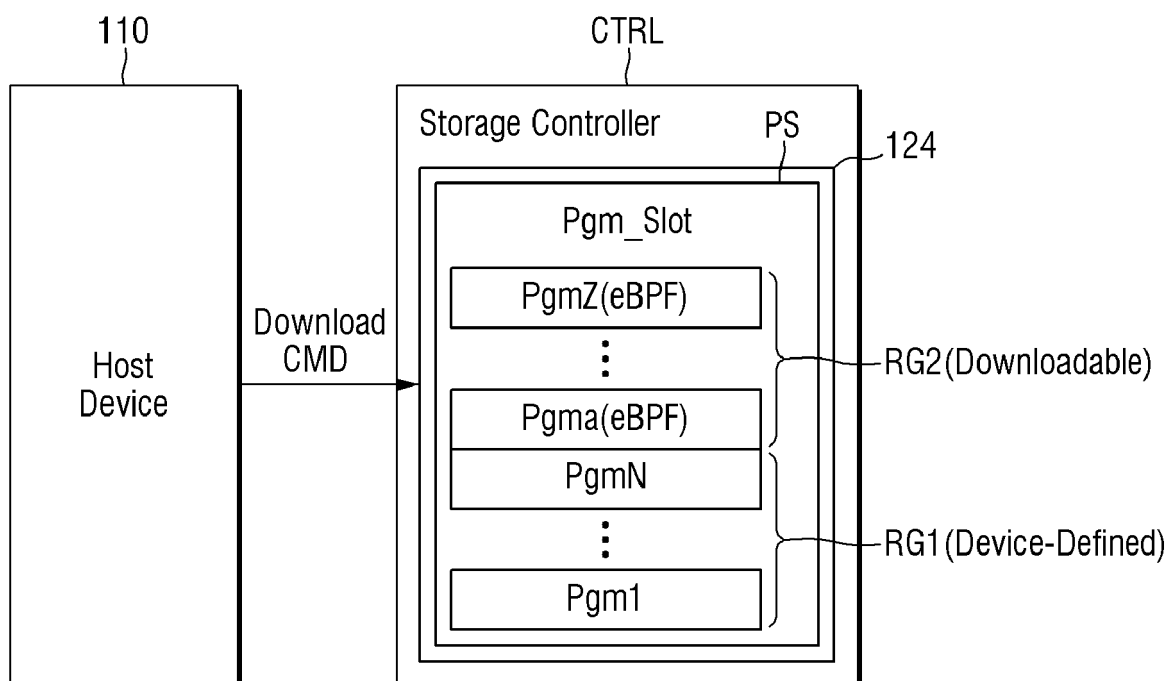 110
CTRL
Storage Controller
PS
124
Pgm_Slot
PgmZ(eBPF)
Download
CMD
Host
Device
RG2(Downloadable)
Pgma(eBPF)
PgmN
RG1(Device-Defined)
Pgm1